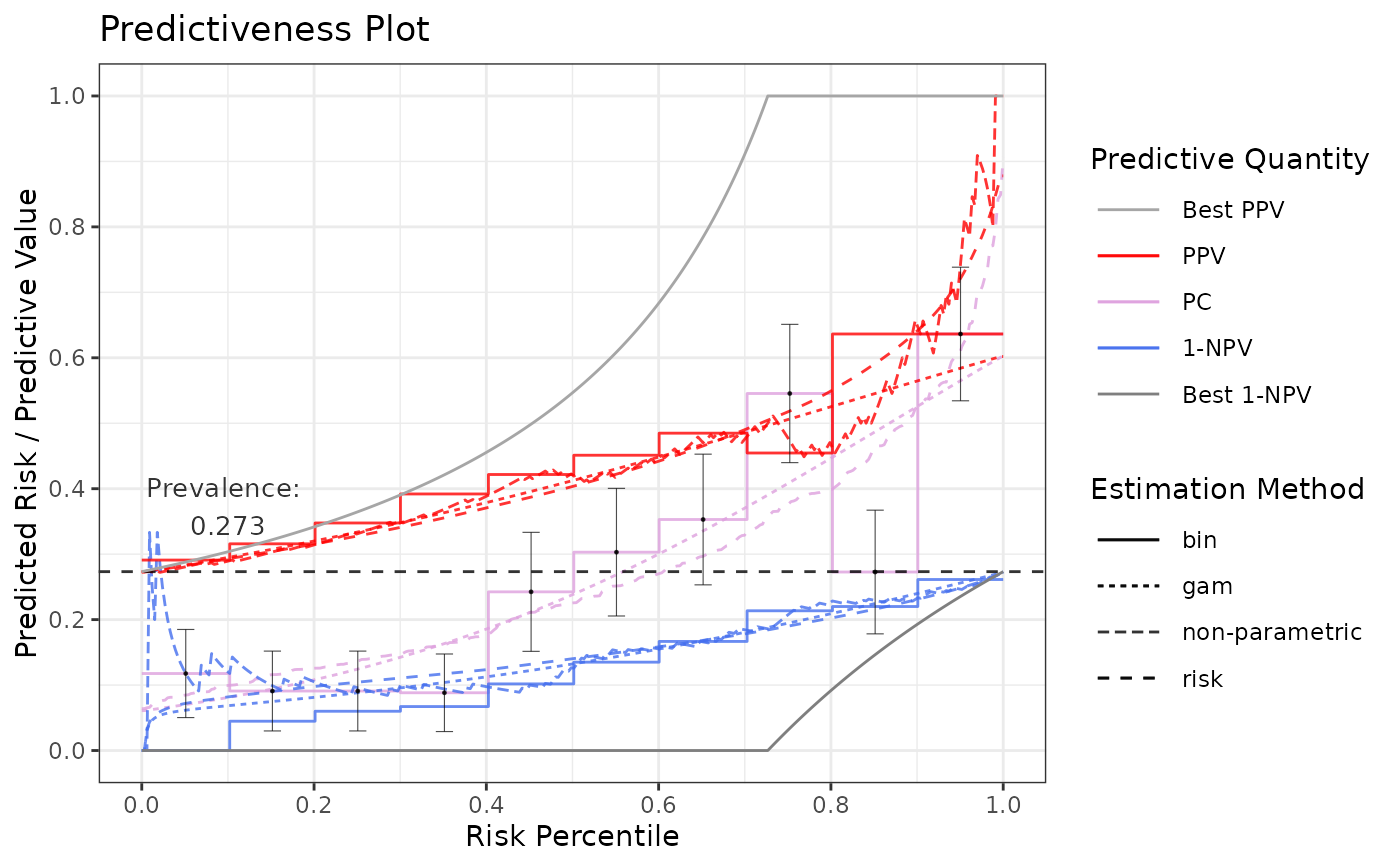 Predictiveness Plot
Predicted Risk / Predictive Value
1.0
0.8
0.6
0.4
0.2
0.0
Prevalence:
0.273
0.0 0.2 0.4 0.6 0.8 1.0
Risk Percentile
Predictive Quantity
Best PPV
PPV
PC
1-NPV
Best 1-NPV
Estimation Method
bin
gam
non-parametric
risk